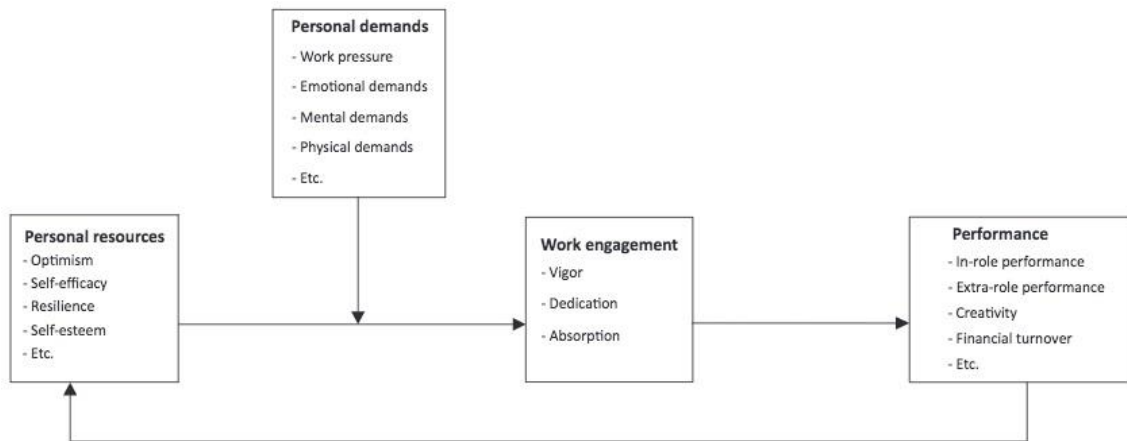 Personal demands
- Work pressure
- Emotional demands
- Mental demands
- Physical demands
- Etc.
Personal resources
- Optimism
- Self-efficacy
- Resilience
- Self-esteem
- Etc.
Work engagement
- Vigor
- Dedication
- Absorption
Performance
- In-role performance
- Extra-role performance
- Creativity
- Financial turnover
- Etc.